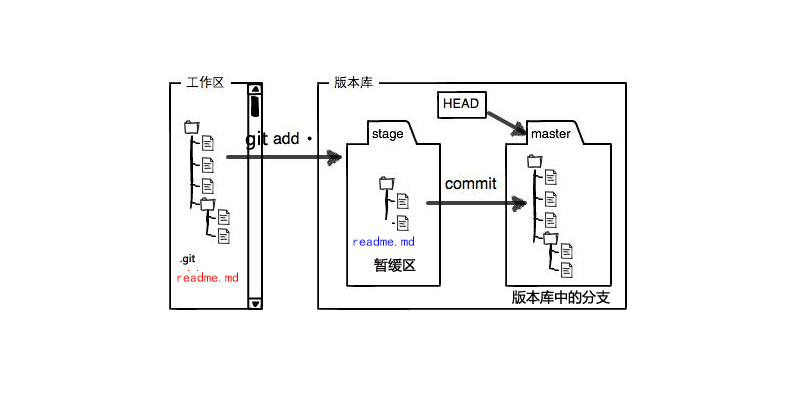 工作区
版本库
HEAD
git add .
stage
master
commit
readme.md
暂缓区
.git
readme.md
版本库中的分支